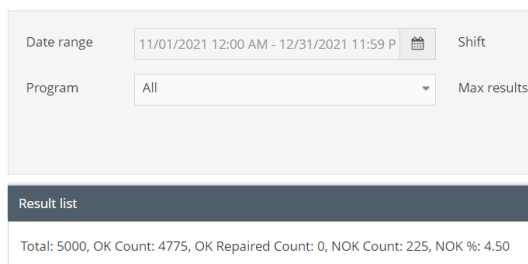 Date range 11/01/2021 12:00 AM - 12/31/2021 11:59 P Shift
Program All Max results
Result list
Total: 5000, OK Count: 4775, OK Repaired Count: 0, NOK Count: 225, NOK %: 4.50